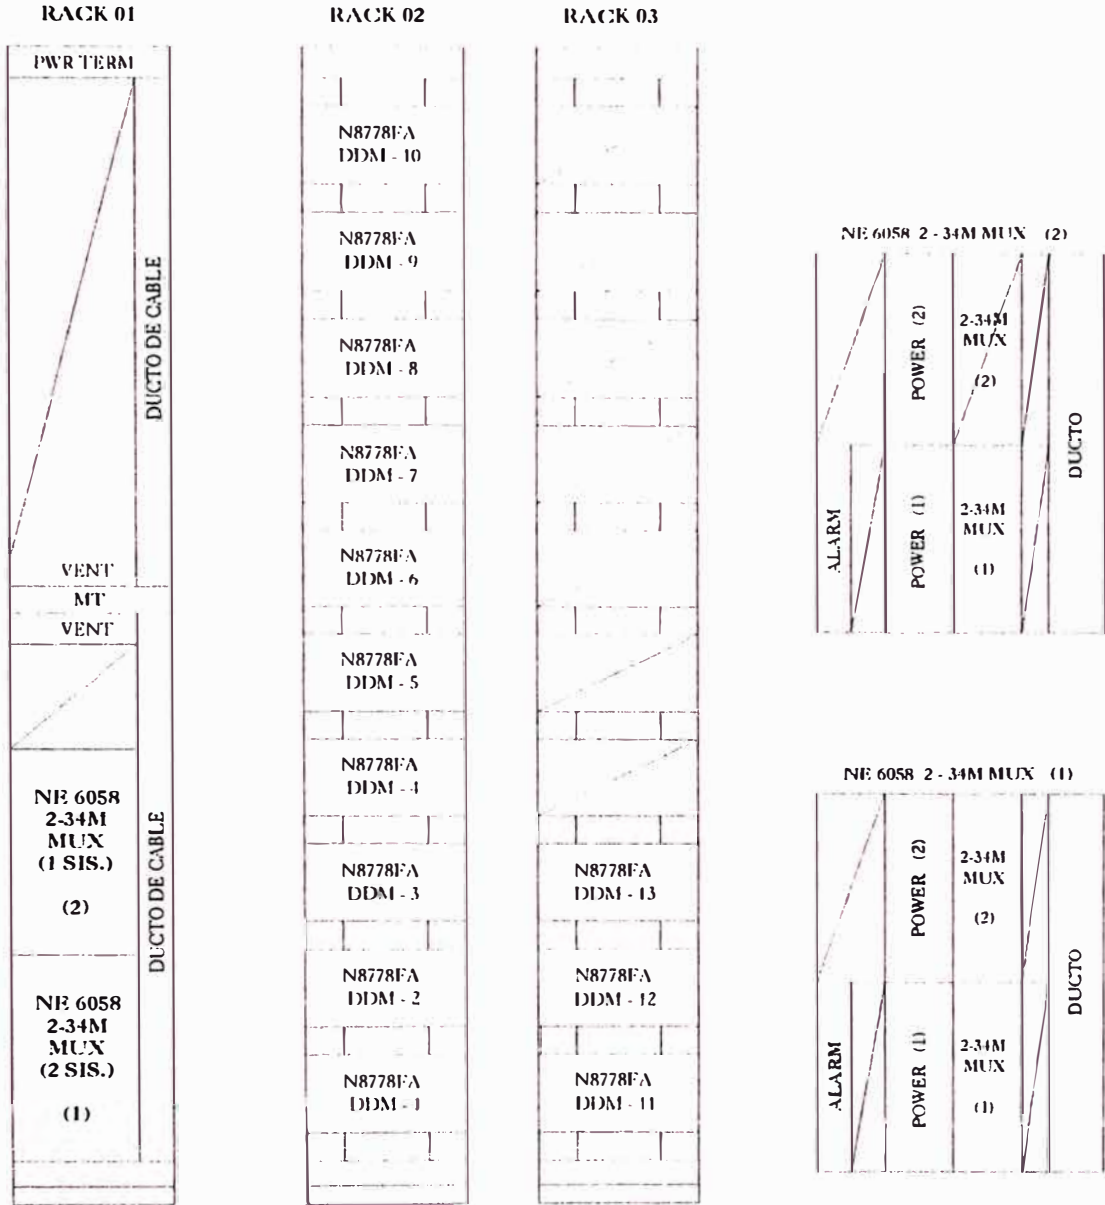 RACK 01
PWR TERM
DUCTO DE CABLE
VENT
MT
VENT
NE 6058
2-34M
MUX
(1 SIS.)
(2)
NE 6058
2-34M
MUX
(2 SIS.)
(1)
DUCTO DE CABLE
RACK 02
N8778FA
DDM - 10
N8778FA
DDM - 9
N8778FA
DDM - 8
N8778FA
DDM - 7
N8778FA
DDM - 6
N8778FA
DDM - 5
N8778FA
DDM - 4
N8778FA
DDM - 3
N8778FA
DDM - 2
N8778FA
DDM - 1
RACK 03
N8778FA
DDM - 13
N8778FA
DDM - 12
N8778FA
DDM - 11
NE 6058 2 - 34M MUX (2)
POWER (2)
2-34M
MUX
(2)
ALARM
POWER (1)
2-34M
MUX
(1)
DUCTO
NE 6058 2 - 34M MUX (1)
POWER (2)
2-34M
MUX
(2)
ALARM
POWER (1)
2-34M
MUX
(1)
DUCTO